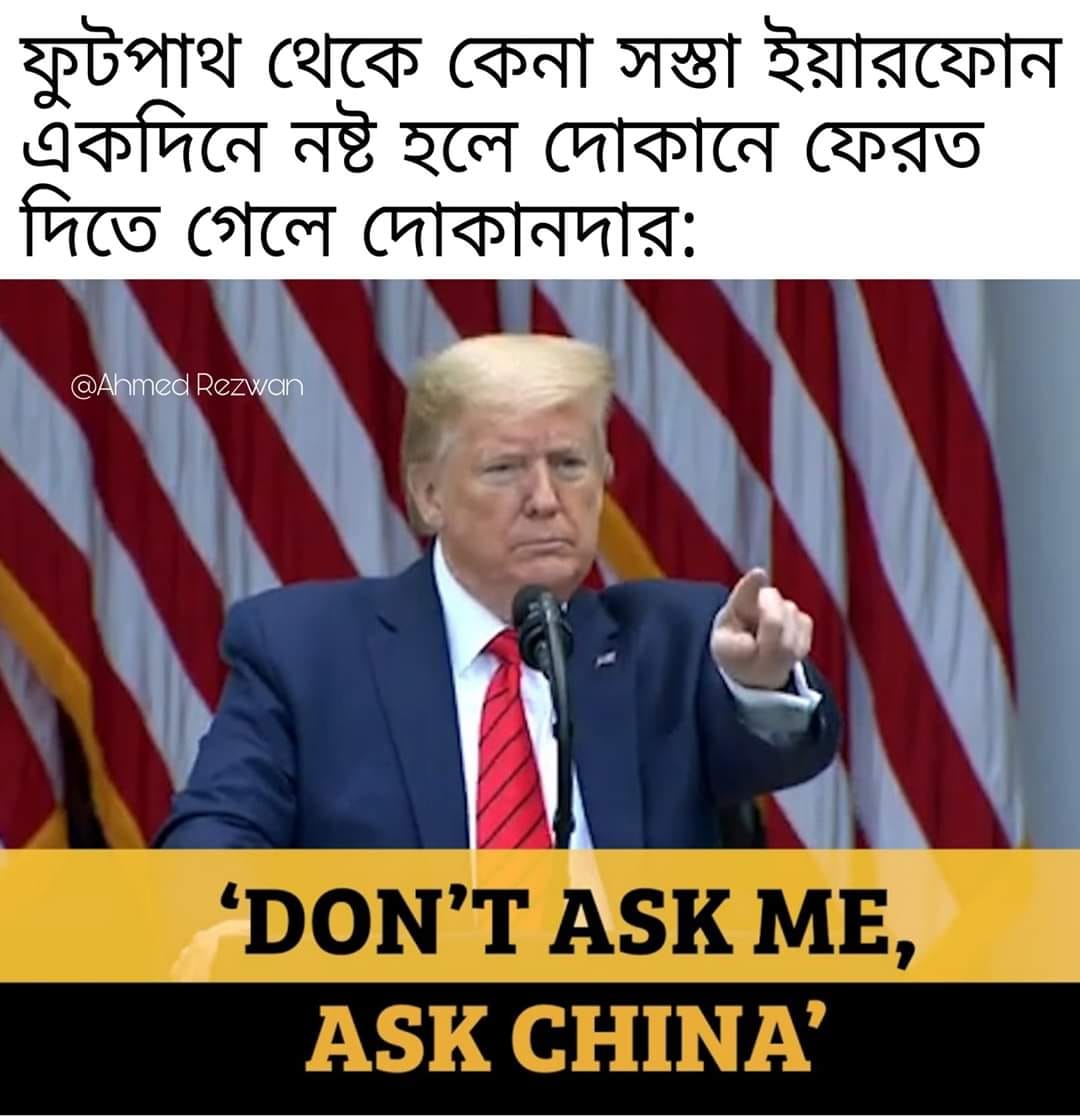 ফুটপাথ থেকে কেনা সস্তা ইয়ারফোন
একদিনে নষ্ট হলে দোকানে ফেরত
দিতে গেলে দোকানদার:
@Ahmed Rezwan
‘DON’T ASK ME,
ASK CHINA’